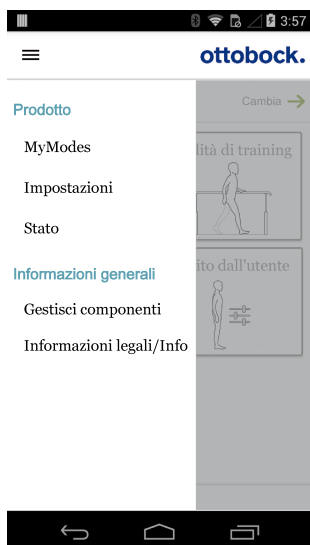 3:57
ottobock.
Cambia
Prodotto
MyModes
lità di training
Impostazioni
Stato
ito dall'utente
Informazioni generali
Gestisci componenti
Informazioni legali/Info